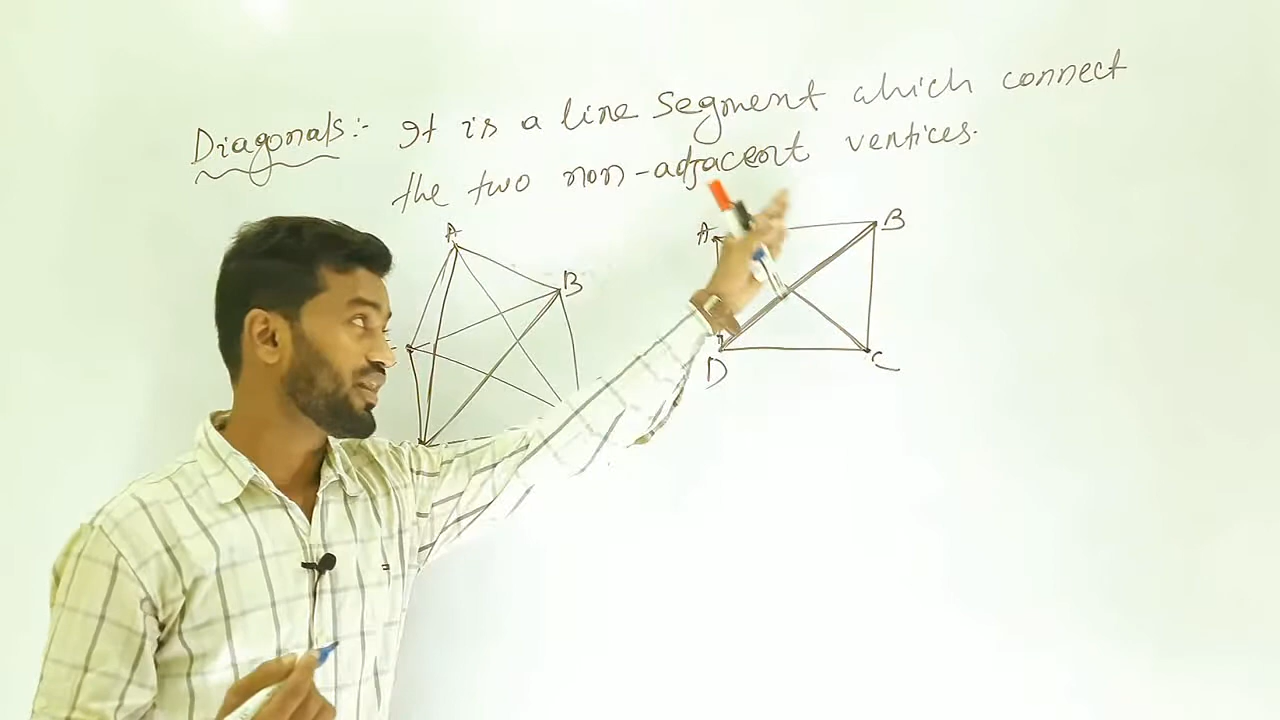 Diagonals:- It is a line segment which connect
the two non-adjacent vertices.
A
B
A
B
D
C